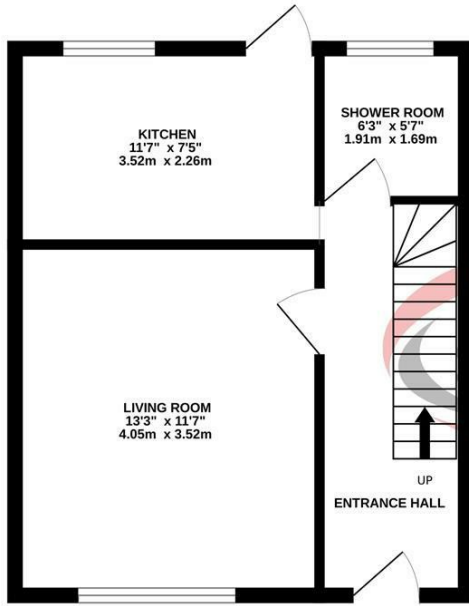 KITCHEN
11'7" x 7'5"
3.52m x 2.26m
SHOWER ROOM
6'3" x 5'7"
1.91m x 1.69m
LIVING ROOM
13'3" x 11'7"
4.05m x 3.52m
UP
ENTRANCE HALL